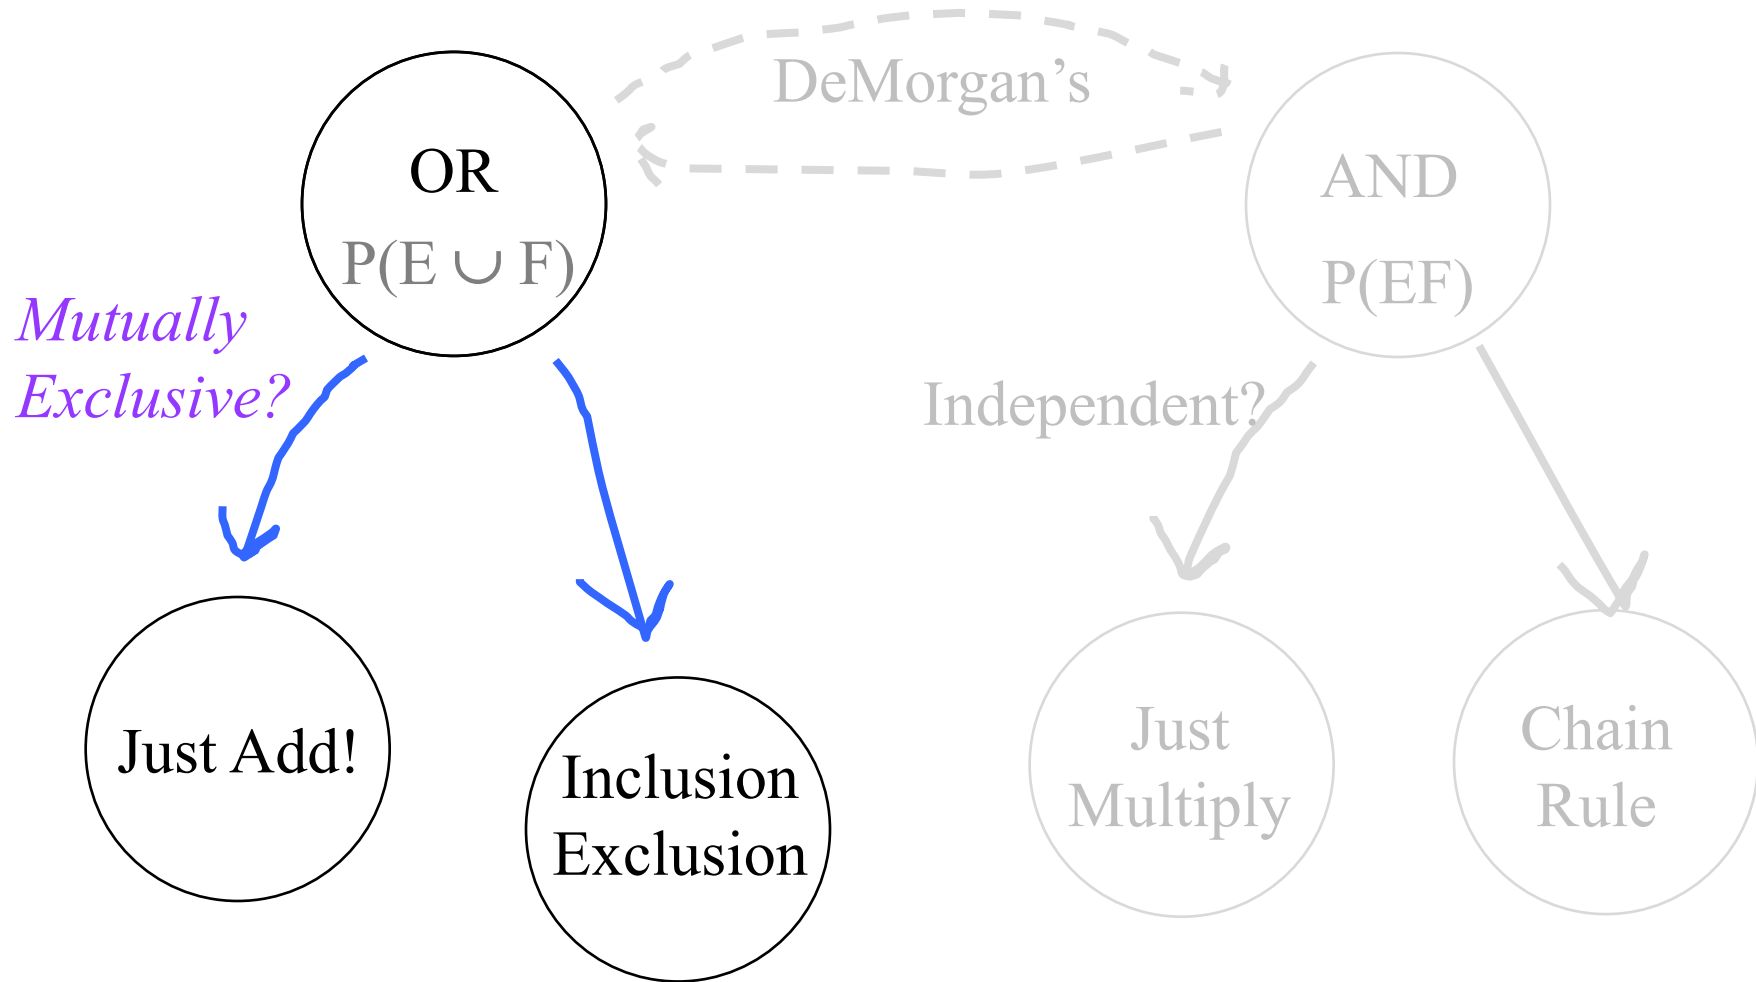 DeMorgan’s
OR
P(E ∪ F)
AND
P(EF)
Mutually
Exclusive?
Independent?
Just Add!
Inclusion
Exclusion
Just
Multiply
Chain
Rule